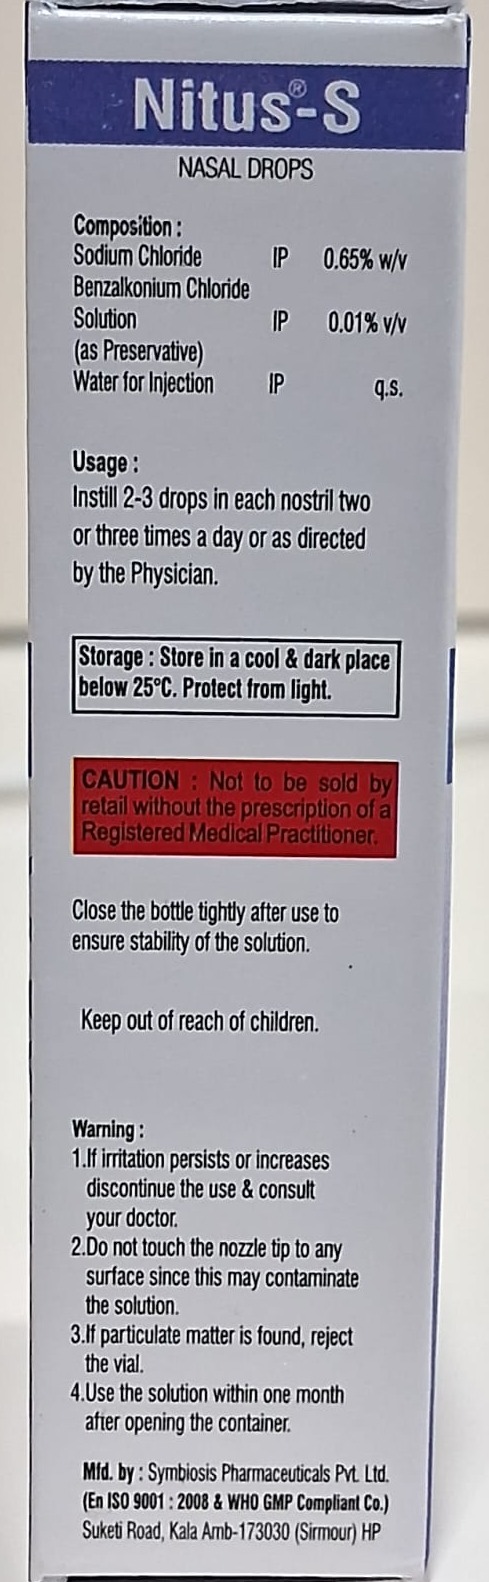 Nitus®-S
NASAL DROPS
Composition :
Sodium Chloride IP 0.65% w/v
Benzalkonium Chloride
Solution IP 0.01% v/v
(as Preservative)
Water for Injection IP q.s.
Usage :
Instill 2-3 drops in each nostril two
or three times a day or as directed
by the Physician.
Storage : Store in a cool & dark place
below 25°C. Protect from light.
CAUTION : Not to be sold by
retail without the prescription of a
Registered Medical Practitioner.
Close the bottle tightly after use to
ensure stability of the solution.
Keep out of reach of children.
Warning :
1.If irritation persists or increases
discontinue the use & consult
your doctor.
2.Do not touch the nozzle tip to any
surface since this may contaminate
the solution.
3.If particulate matter is found, reject
the vial.
4.Use the solution within one month
after opening the container.
Mfd. by : Symbiosis Pharmaceuticals Pvt. Ltd.
(En ISO 9001 : 2008 & WHO GMP Compliant Co.)
Suketi Road, Kala Amb-173030 (Sirmour) HP